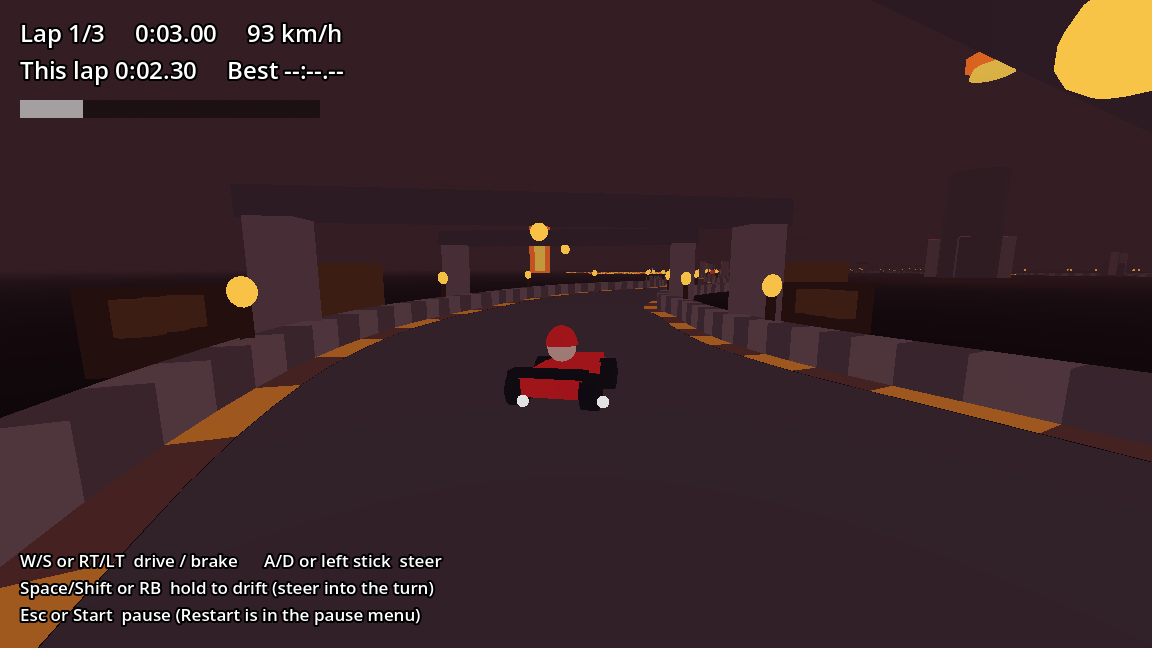 Lap 1/3 0:03.00 93 km/h
This lap 0:02.30 Best --:--.--
W/S or RT/LT drive / brake A/D or left stick steer
Space/Shift or RB hold to drift (steer into the turn)
Esc or Start pause (Restart is in the pause menu)